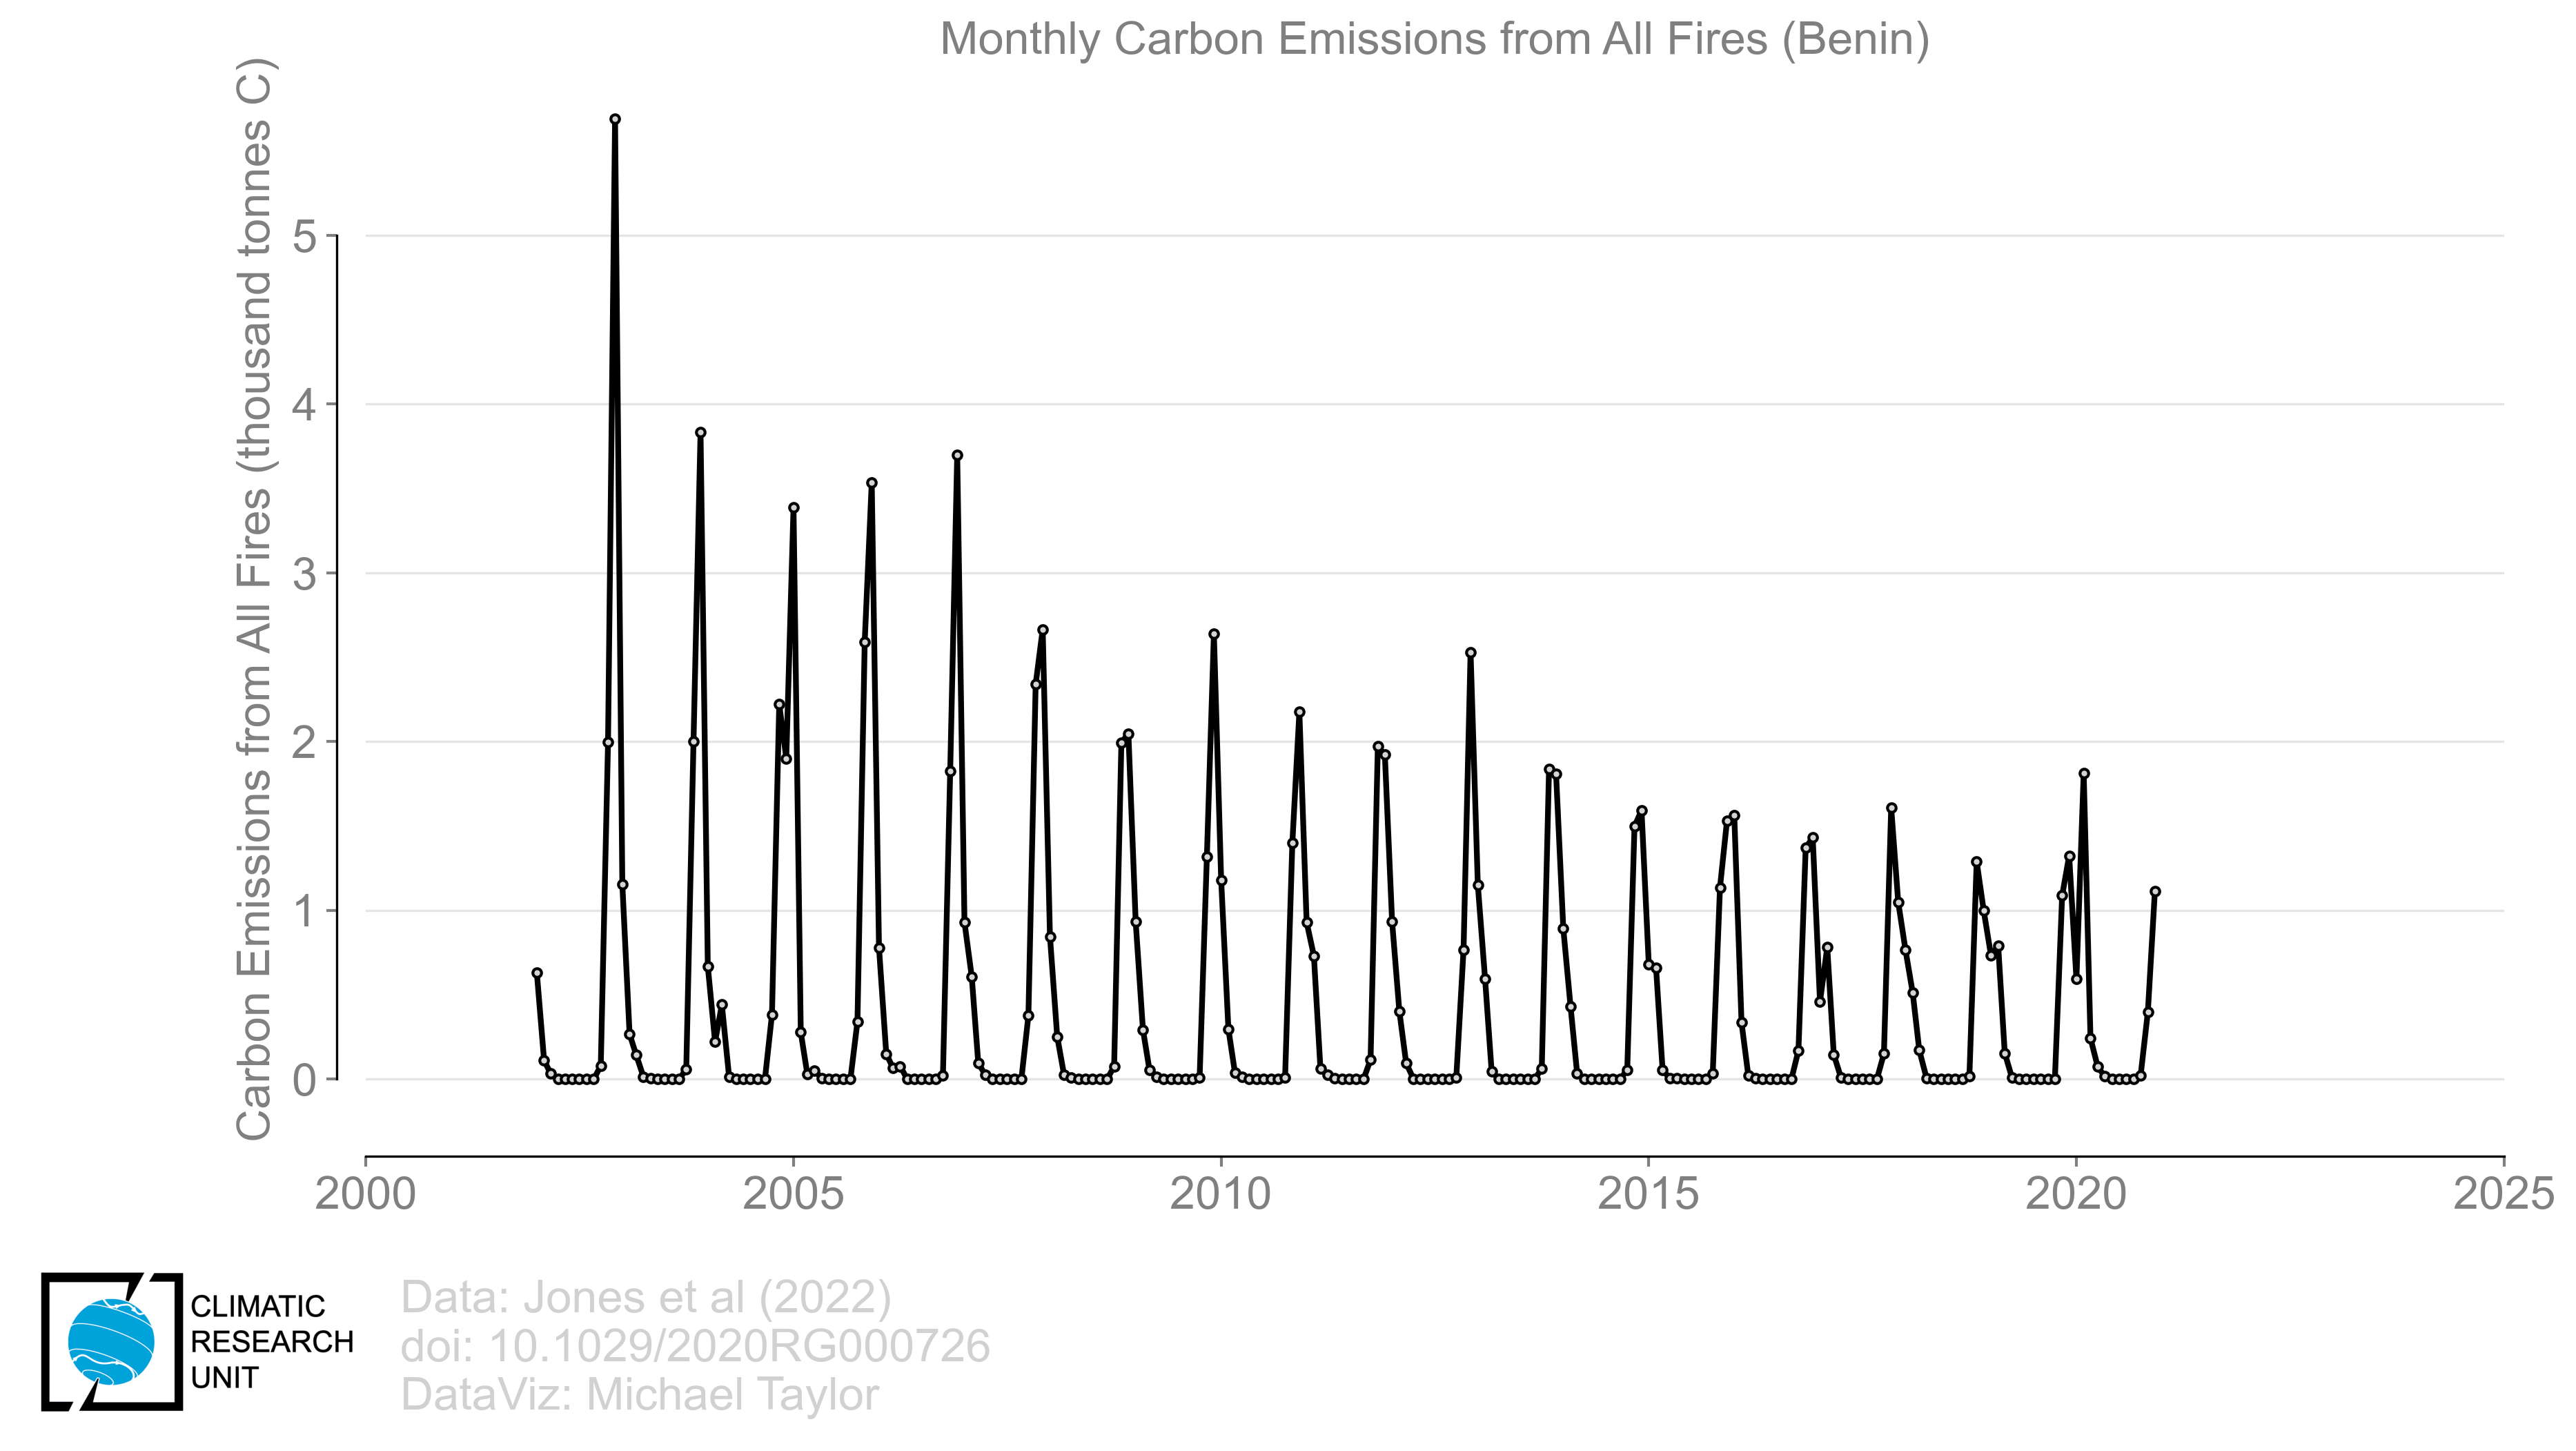 Monthly Carbon Emissions from All Fires (Benin)
Carbon Emissions from All Fires (thousand tonnes C)
5
4
3
2
1
0
2000
2005
2010
2015
2020
2025
CLIMATIC
RESEARCH
UNIT
Data: Jones et al (2022)
doi: 10.1029/2020RG000726
DataViz: Michael Taylor